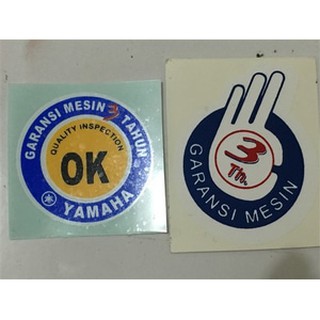 GARANSI MESIN 3 TAHUN
QUALITY INSPECTION
OK
YAMAHA
3
Th.
GARANSI MESIN